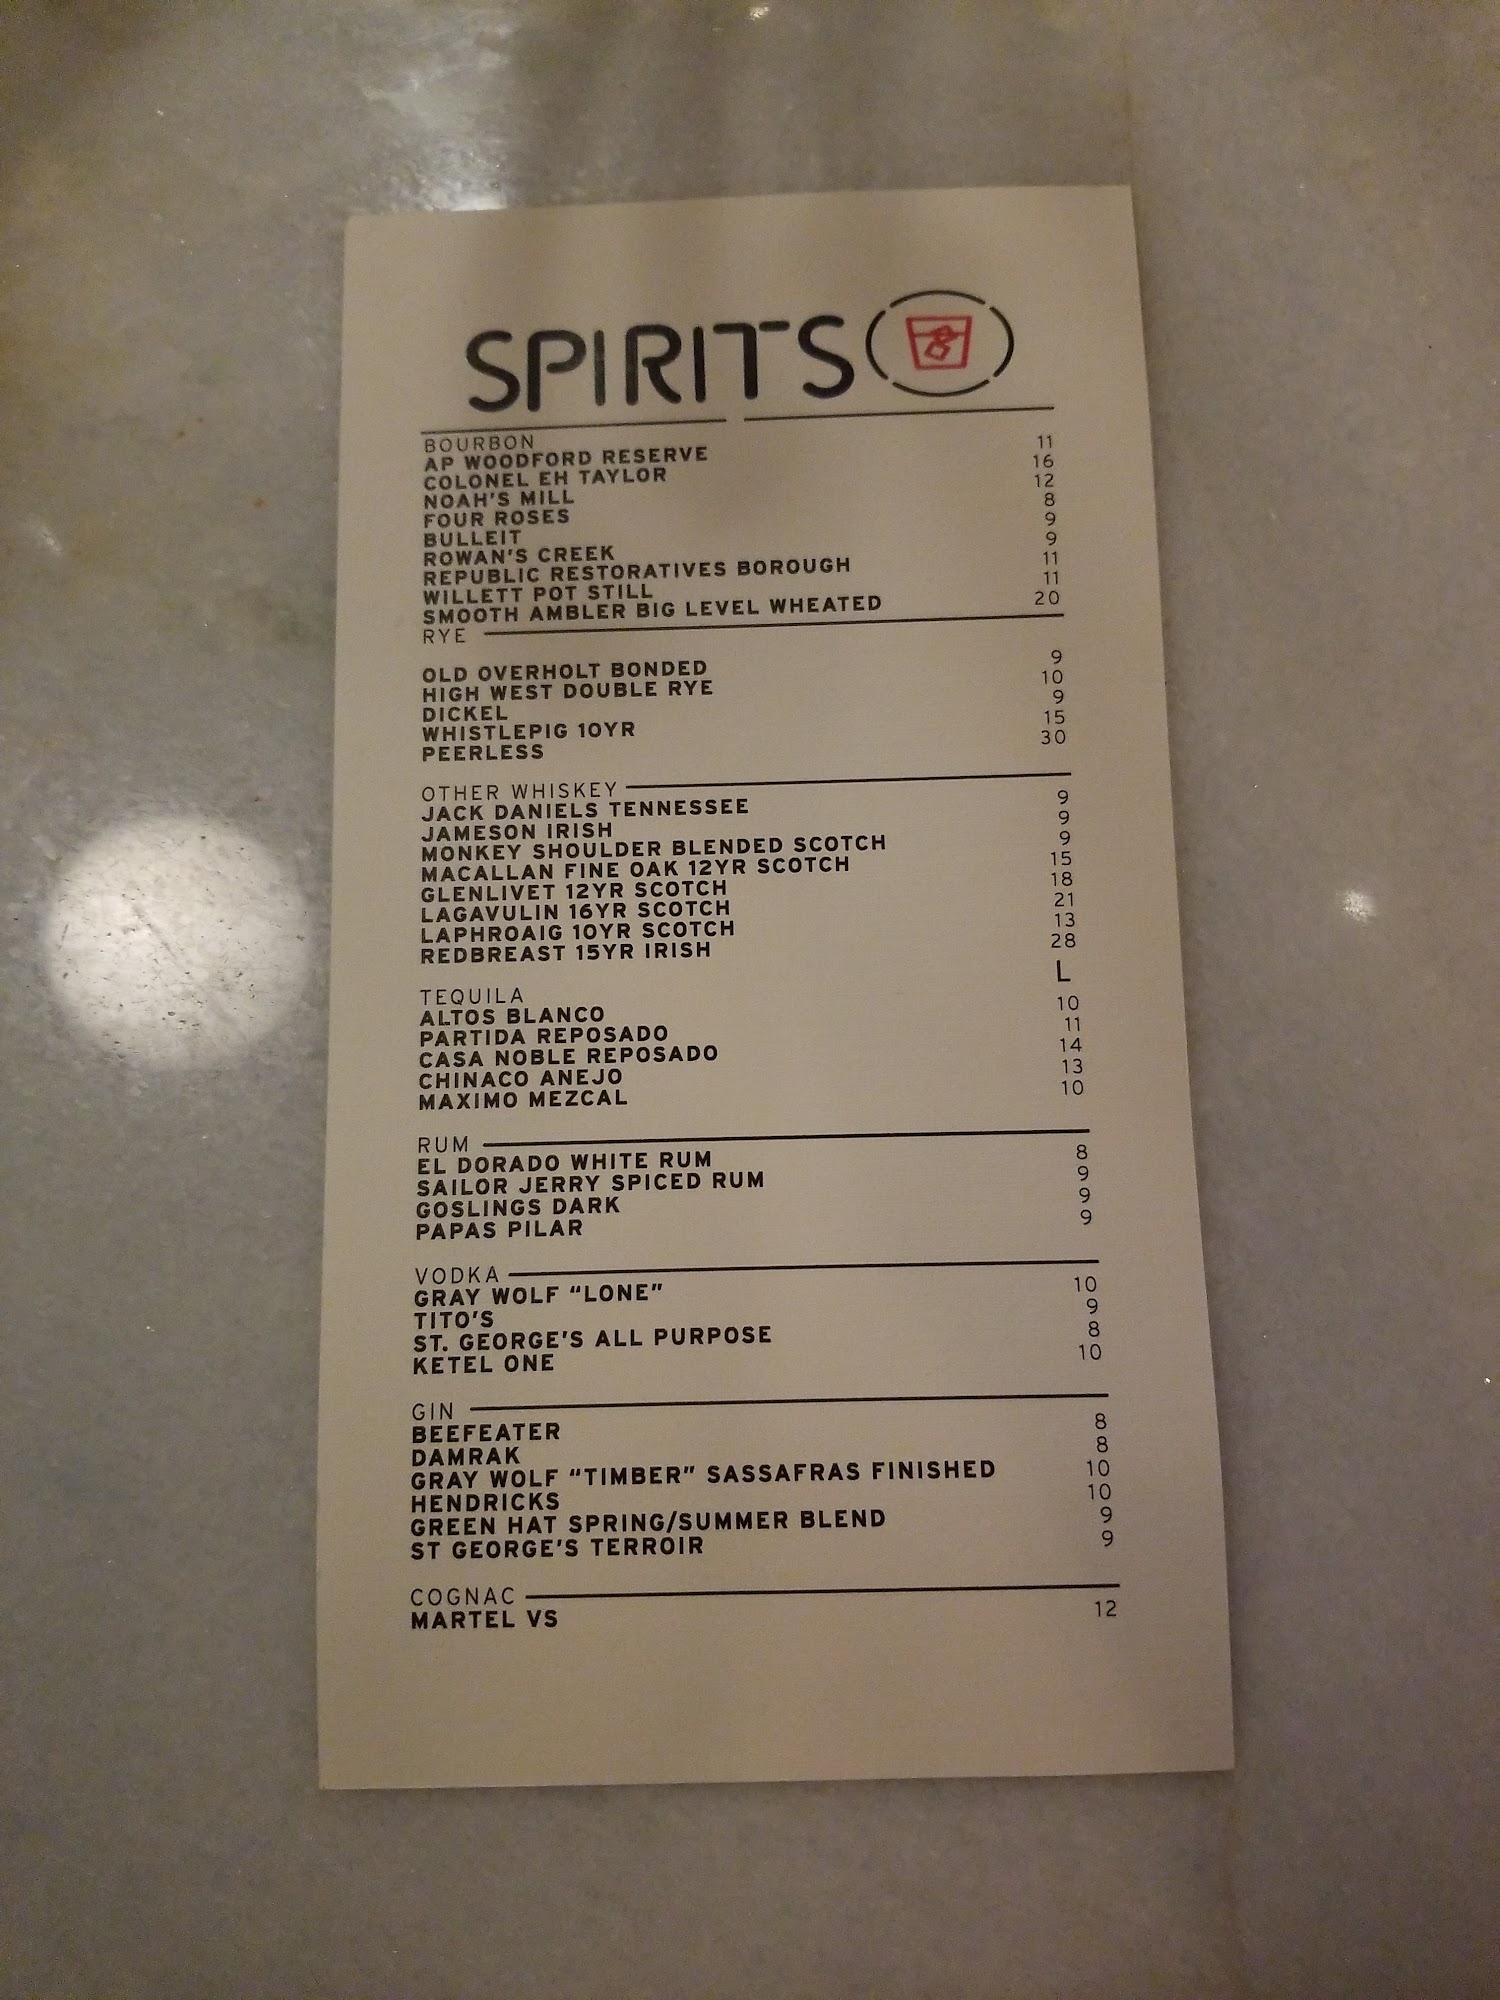 SPIRITS
BOURBON
AP WOODFORD RESERVE 11
COLONEL EH TAYLOR 16
NOAH'S MILL 12
FOUR ROSES 8
BULLEIT 9
ROWAN'S CREEK 9
REPUBLIC RESTORATIVES BOROUGH 11
WILLETT POT STILL 11
SMOOTH AMBLER BIG LEVEL WHEATED 20
RYE
OLD OVERHOLT BONDED 9
HIGH WEST DOUBLE RYE 10
DICKEL 9
WHISTLEPIG 10YR 15
PEERLESS 30
OTHER WHISKEY
JACK DANIELS TENNESSEE 9
JAMESON IRISH 9
MONKEY SHOULDER BLENDED SCOTCH 9
MACALLAN FINE OAK 12YR SCOTCH 15
GLENLIVET 12YR SCOTCH 18
LAGAVULIN 16YR SCOTCH 21
LAPHROAIG 10YR SCOTCH 13
REDBREAST 15YR IRISH 28
L
TEQUILA
ALTOS BLANCO 10
PARTIDA REPOSADO 11
CASA NOBLE REPOSADO 14
CHINACO ANEJO 13
MAXIMO MEZCAL 10
RUM
EL DORADO WHITE RUM 8
SAILOR JERRY SPICED RUM 9
GOSLINGS DARK 9
PAPAS PILAR 9
VODKA
GRAY WOLF “LONE” 10
TITO'S 9
ST. GEORGE'S ALL PURPOSE 8
KETEL ONE 10
GIN
BEEFEATER 8
DAMRAK 8
GRAY WOLF “TIMBER” SASSAFRAS FINISHED 10
HENDRICKS 10
GREEN HAT SPRING/SUMMER BLEND 9
ST GEORGE'S TERROIR 9
COGNAC
MARTEL VS 12